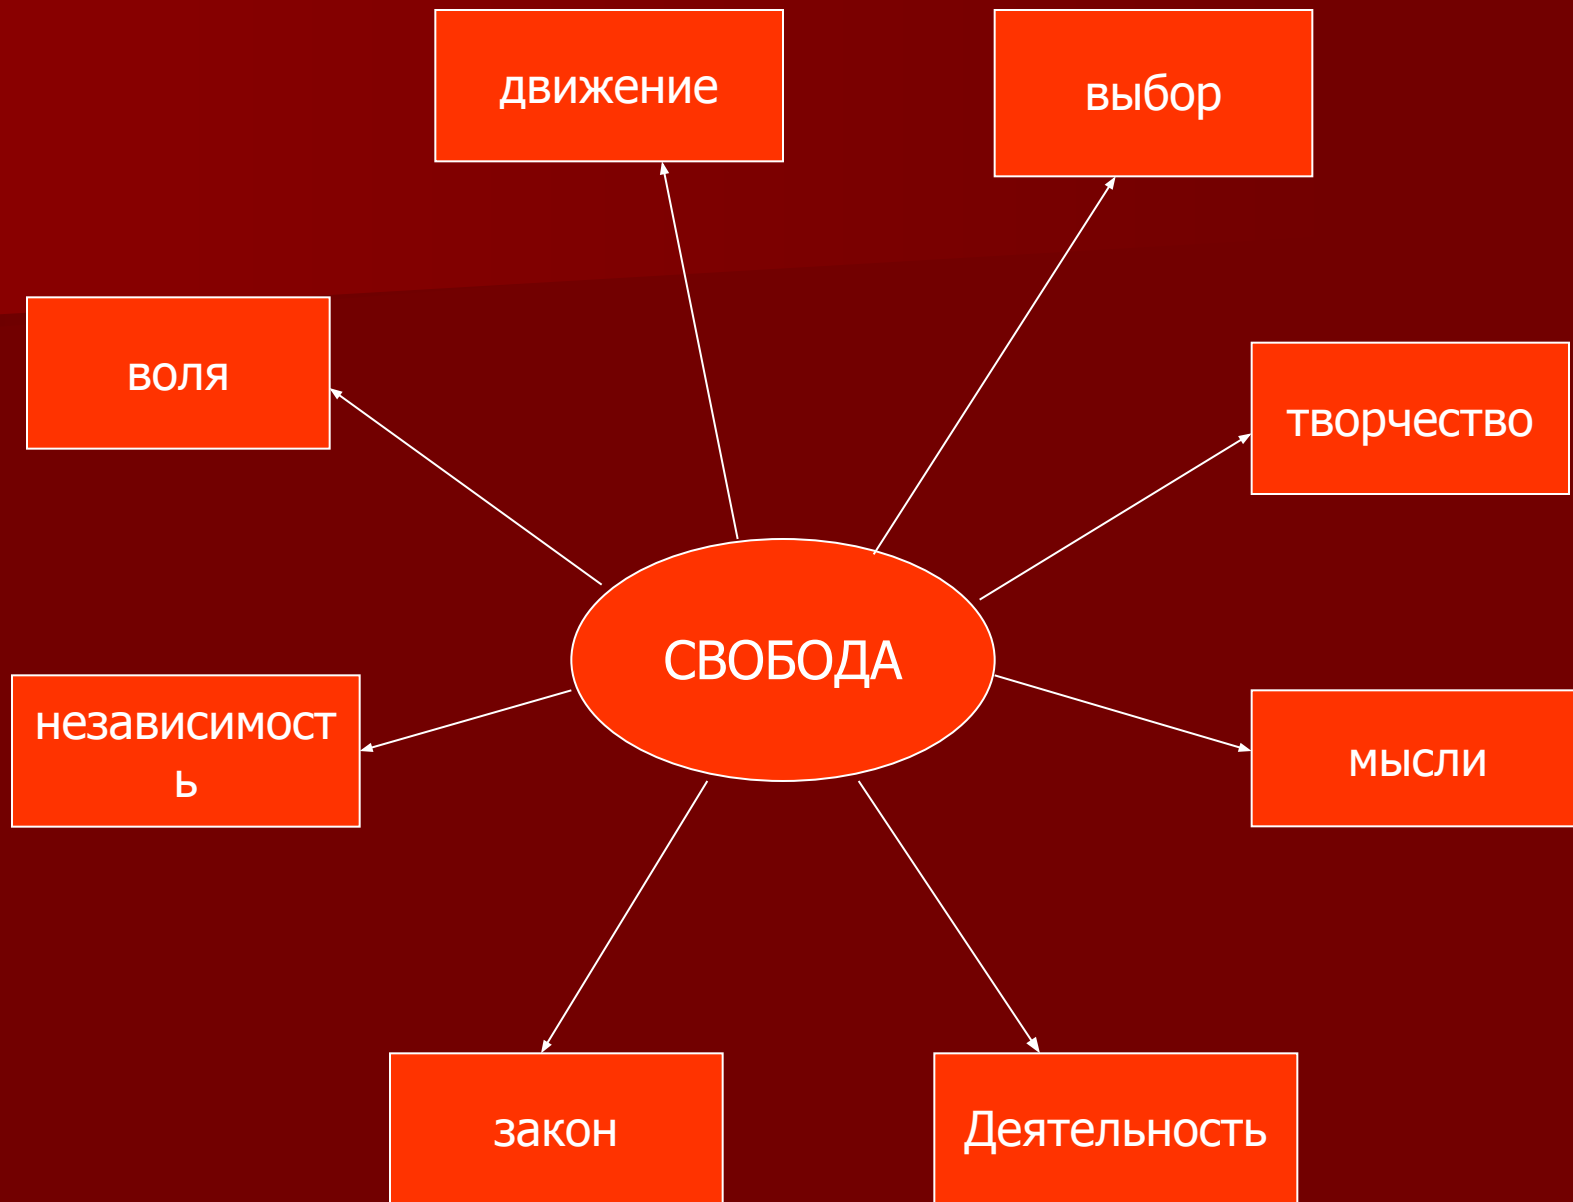 движение
выбор
воля
творчество
СВОБОДА
независимост
ь
мысли
закон
Деятельность